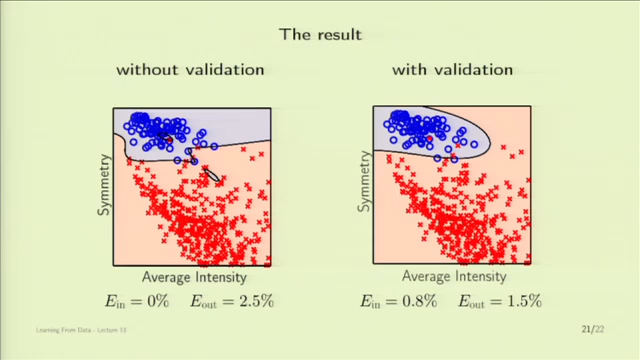 The result
without validation
with validation
Symmetry
Average Intensity
E_in = 0% E_out = 2.5%
Symmetry
Average Intensity
E_in = 0.8% E_out = 1.5%
Learning From Data - Lecture 13
21/22